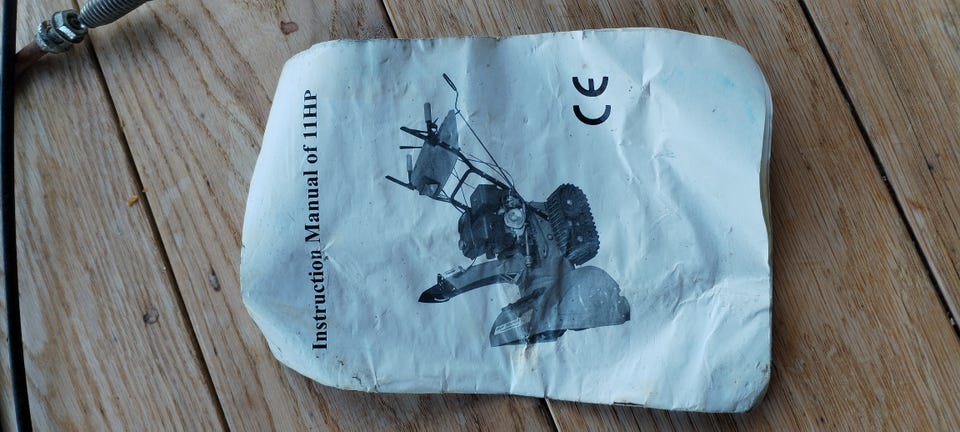 Instruction Manual of 11HP
CE